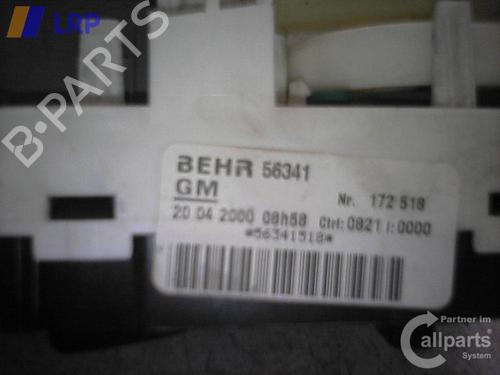 LRP
B-PARTS
BEHR 56341
GM
Nr. 172 518
20 04 2000 08h58 Ctrl:0821 I:0000
*56341518*
Partner im
Callparts
System